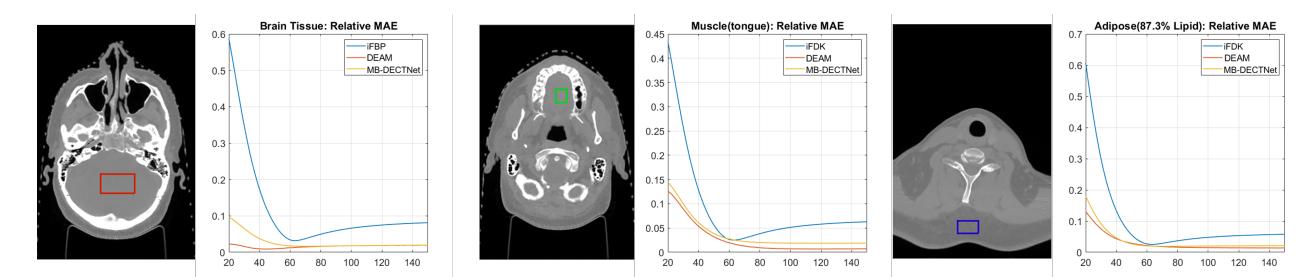 Brain Tissue: Relative MAE
0.6
0.5
0.4
0.3
0.2
0.1
0
iFBP
DEAM
MB-DECTNet
20 40 60 80 100 120 140
Muscle(tongue): Relative MAE
0.45
0.4
0.35
0.3
0.25
0.2
0.15
0.1
0.05
0
iFDK
DEAM
MB-DECTNet
20 40 60 80 100 120 140
Adipose(87.3% Lipid): Relative MAE
0.7
0.6
0.5
0.4
0.3
0.2
0.1
0
iFDK
DEAM
MB-DECTNet
20 40 60 80 100 120 140